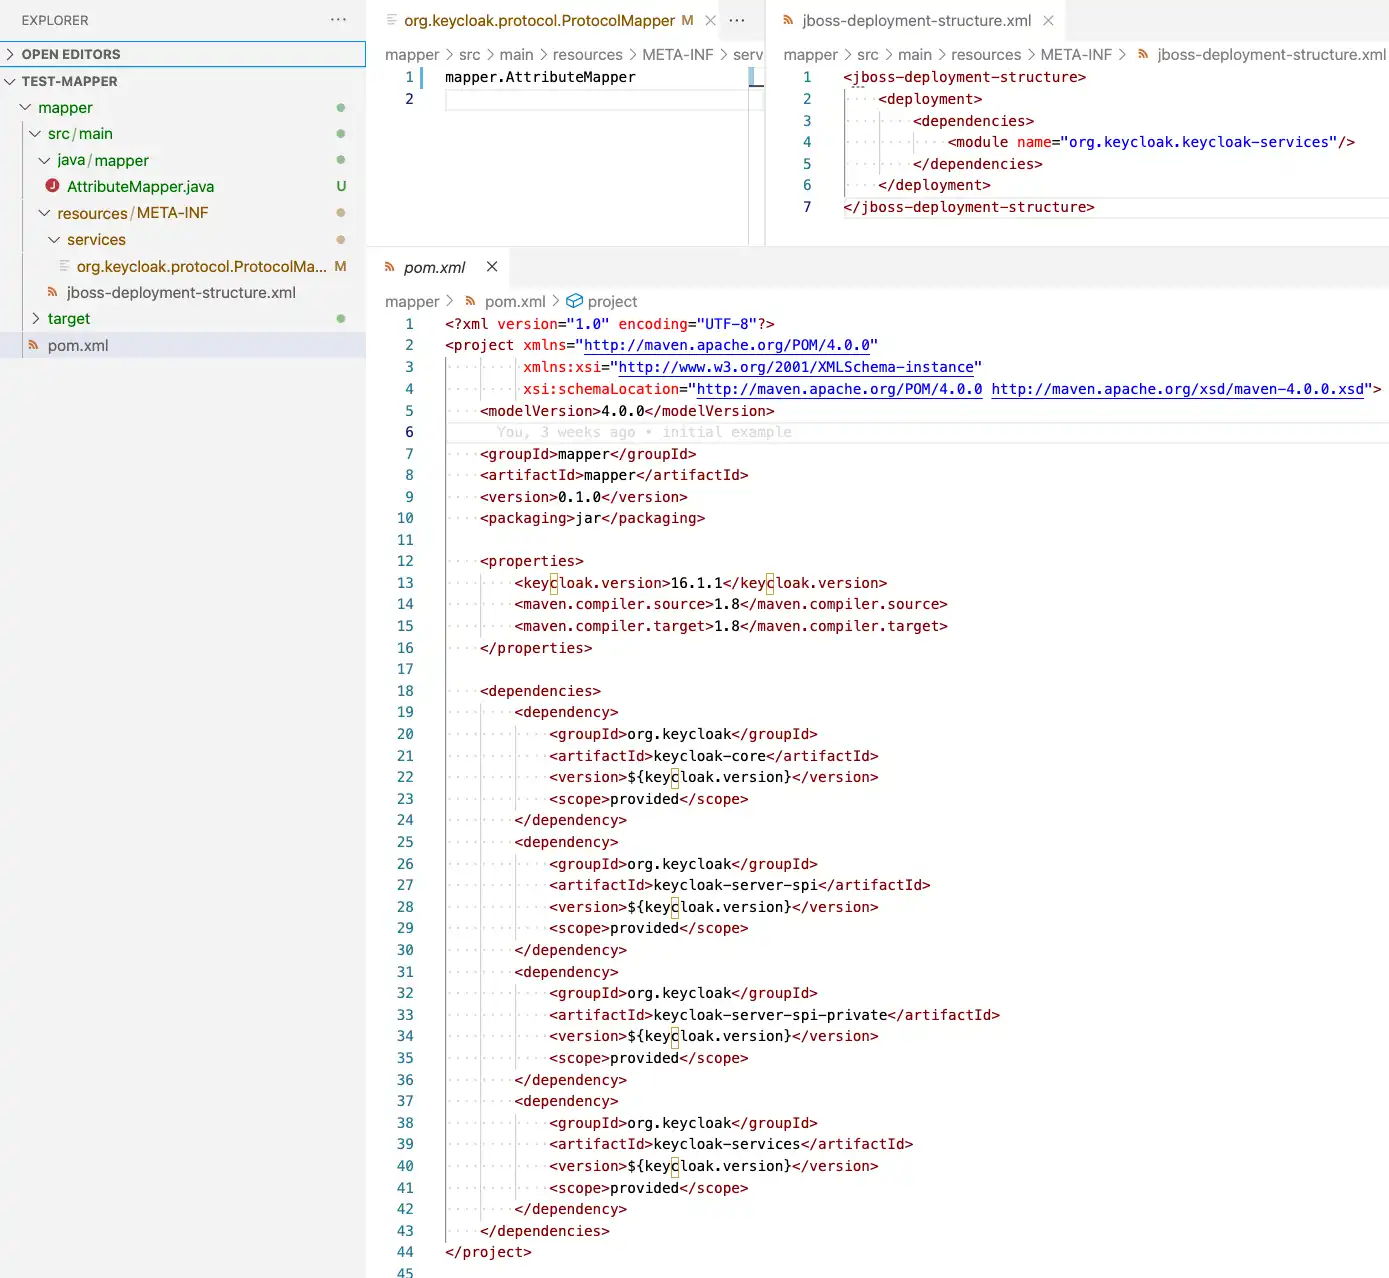 EXPLORER ···
OPEN EDITORS
TEST-MAPPER
mapper
src/main
java/mapper
AttributeMapper.java U
resources/META-INF
services
org.keycloak.protocol.ProtocolMa... M
jboss-deployment-structure.xml
target
pom.xml
org.keycloak.protocol.ProtocolMapper M ···
mapper > src > main > resources > META-INF > serv
1 mapper.AttributeMapper
2
jboss-deployment-structure.xml
mapper > src > main > resources > META-INF > jboss-deployment-structure.xml
1 <jboss-deployment-structure>
2 <deployment>
3 <dependencies>
4 <module name="org.keycloak.keycloak-services"/>
5 </dependencies>
6 </deployment>
7 </jboss-deployment-structure>
pom.xml
mapper > pom.xml > project
1 <?xml version="1.0" encoding="UTF-8"?>
2 <project xmlns="http://maven.apache.org/POM/4.0.0"
3 xmlns:xsi="http://www.w3.org/2001/XMLSchema-instance"
4 xsi:schemaLocation="http://maven.apache.org/POM/4.0.0 http://maven.apache.org/xsd/maven-4.0.0.xsd">
5 <modelVersion>4.0.0</modelVersion>
6 You, 3 weeks ago • initial example
7 <groupId>mapper</groupId>
8 <artifactId>mapper</artifactId>
9 <version>0.1.0</version>
10 <packaging>jar</packaging>
11
12 <properties>
13 <keycloak.version>16.1.1</keycloak.version>
14 <maven.compiler.source>1.8</maven.compiler.source>
15 <maven.compiler.target>1.8</maven.compiler.target>
16 </properties>
17
18 <dependencies>
19 <dependency>
20 <groupId>org.keycloak</groupId>
21 <artifactId>keycloak-core</artifactId>
22 <version>${keycloak.version}</version>
23 <scope>provided</scope>
24 </dependency>
25 <dependency>
26 <groupId>org.keycloak</groupId>
27 <artifactId>keycloak-server-spi</artifactId>
28 <version>${keycloak.version}</version>
29 <scope>provided</scope>
30 </dependency>
31 <dependency>
32 <groupId>org.keycloak</groupId>
33 <artifactId>keycloak-server-spi-private</artifactId>
34 <version>${keycloak.version}</version>
35 <scope>provided</scope>
36 </dependency>
37 <dependency>
38 <groupId>org.keycloak</groupId>
39 <artifactId>keycloak-services</artifactId>
40 <version>${keycloak.version}</version>
41 <scope>provided</scope>
42 </dependency>
43 </dependencies>
44 </project>
45